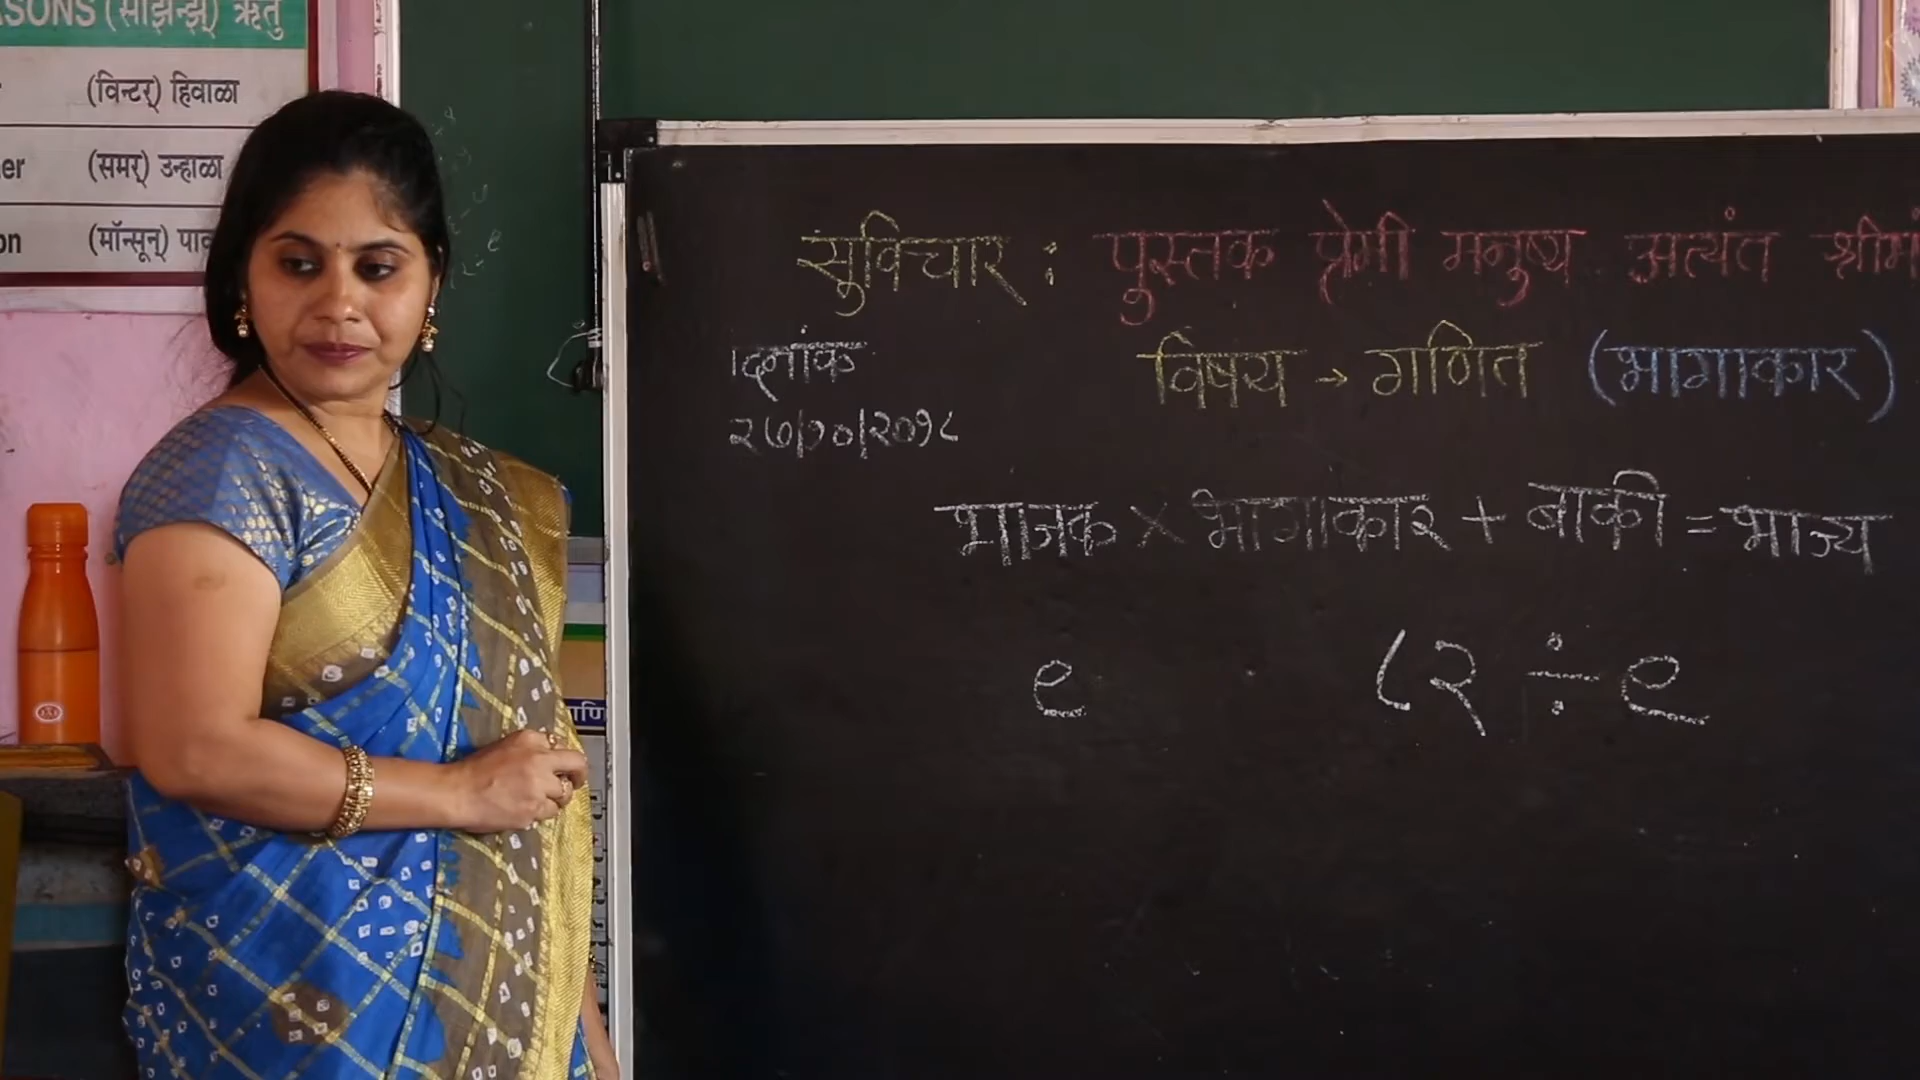 SONS (सीझन्झ्) ऋतु
(विन्टर्) हिवाळा
er (समर्) उन्हाळा
on (मॉन्सून्)
सुविचार : पुस्तक प्रेमी मनुष्य अत्यंत
दिनांक
२७/१०/२०१८
विषय → गणित (भागाकार)
भाजक × भागाकार + बाकी = भाज्य
९ ८२ ÷ ९